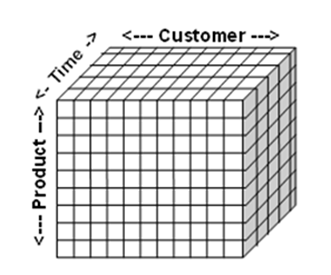 <--- Customer --->
<- Time ->
<--- Product --->